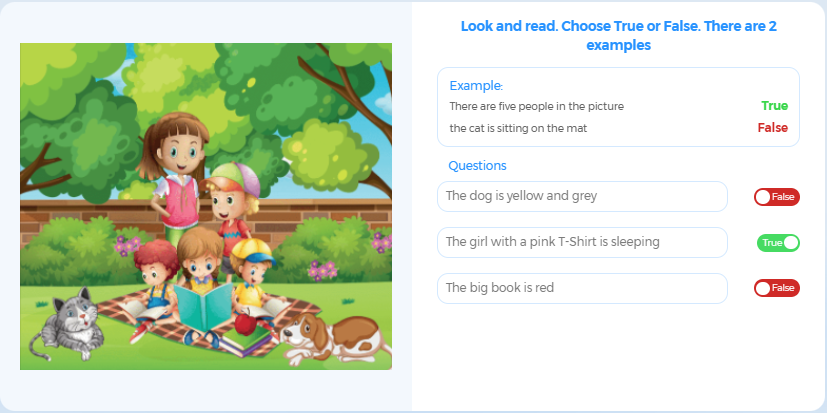 Look and read. Choose True or False. There are 2
examples
Example:
There are five people in the picture True
the cat is sitting on the mat False
Questions
The dog is yellow and grey False
The girl with a pink T-Shirt is sleeping True
The big book is red False